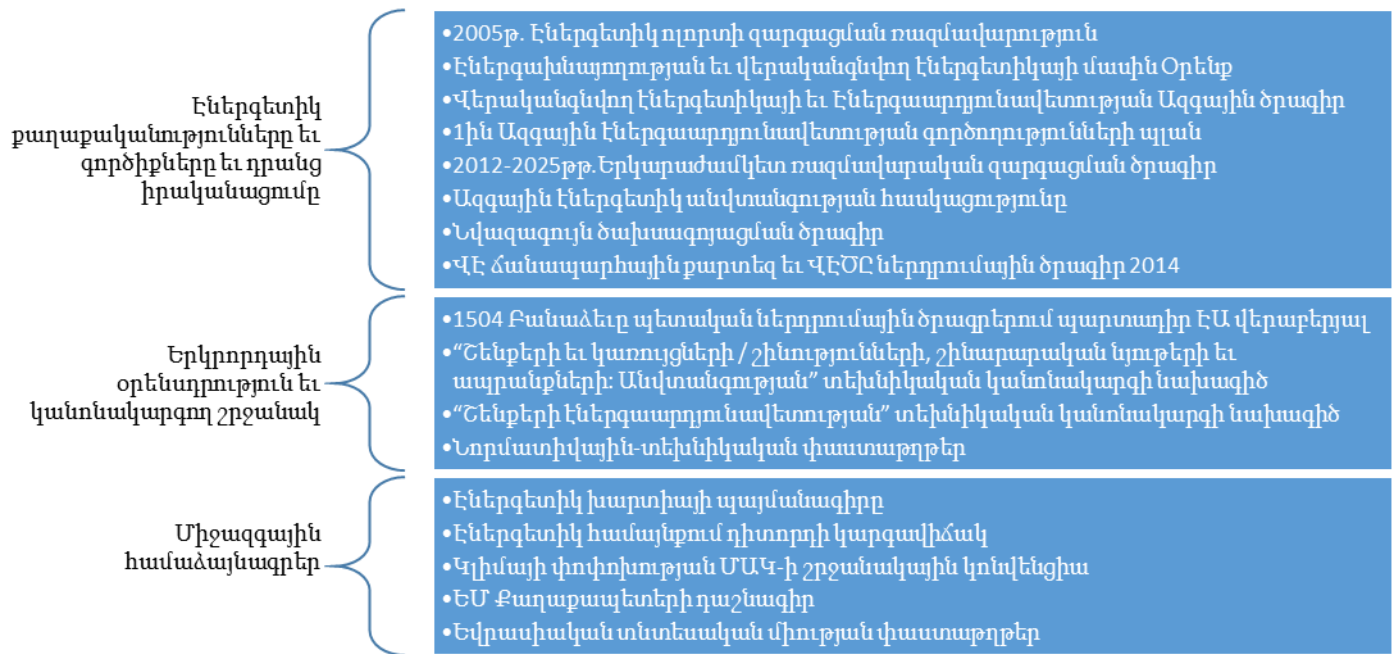 Էներգետիկ
քաղաքականությունները եւ
գործիքները եւ դրանց
իրականացումը
•2005թ. Էներգետիկ ոլորտի զարգացման ռազմավարություն
•Էներգախնայողության եւ վերականգնվող էներգետիկայի մասին Օրենք
•Վերականգնվող էներգետիկայի եւ Էներգաարդյունավետության Ազգային ծրագիր
•1ին Ազգային էներգաարդյունավետության գործողությունների պլան
•2012-2025թթ.Երկարաժամկետ ռազմավարական զարգացման ծրագիր
•Ազգային էներգետիկ անվտանգության հասկացությունը
•Նվազագույն ծախսագոյացման ծրագիր
•ՎԷ ճանապարհային քարտեզ եւ ՎԷԾԸ ներդրումային ծրագիր 2014
Երկրորդային
օրենսդրություն եւ
կանոնակարգող շրջանակ
•1504 Բանաձեւը պետական ներդրումային ծրագրերում պարտադիր ԷԱ վերաբերյալ
•“Շենքերի եւ կառույցների / շինությունների, շինարարական նյութերի եւ
ապրանքների: Անվտանգության” տեխնիկական կանոնակարգի նախագիծ
•“Շենքերի էներգաարդյունավետության” տեխնիկական կանոնակարգի նախագիծ
•Նորմատիվային-տեխնիկական փաստաթղթեր
Միջազգային
համաձայնագրեր
•Էներգետիկ խարտիայի պայմանագիրը
•Էներգետիկ համայնքում դիտորդի կարգավիճակ
•Կլիմայի փոփոխության ՄԱԿ-ի շրջանակային կոնվենցիա
•ԵՄ Քաղաքապետերի դաշնագիր
•Եվրասիական տնտեսական միության փաստաթղթեր